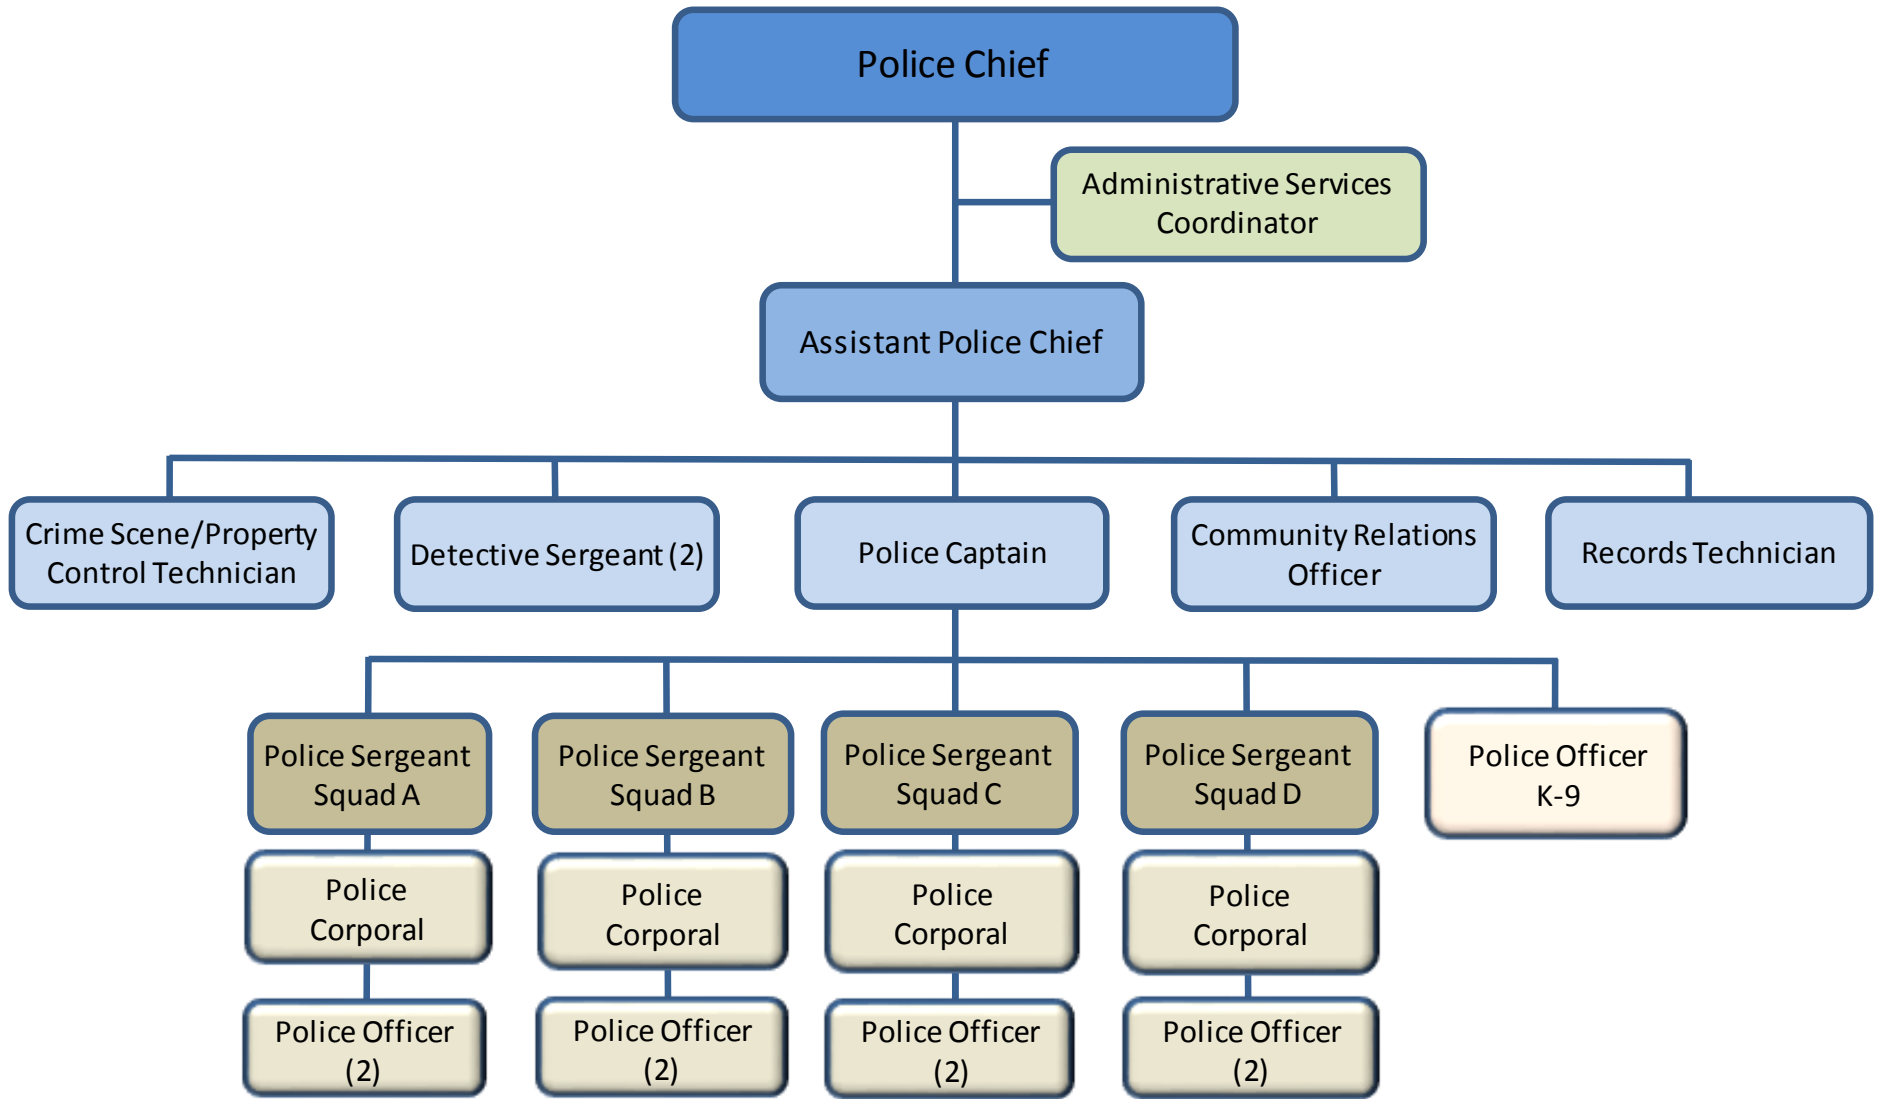 Police Chief
Administrative Services
Coordinator
Assistant Police Chief
Crime Scene/Property
Control Technician
Detective Sergeant (2)
Police Captain
Community Relations
Officer
Records Technician
Police Sergeant
Squad A
Police Sergeant
Squad B
Police Sergeant
Squad C
Police Sergeant
Squad D
Police Officer
K-9
Police
Corporal
Police
Corporal
Police
Corporal
Police
Corporal
Police Officer
(2)
Police Officer
(2)
Police Officer
(2)
Police Officer
(2)